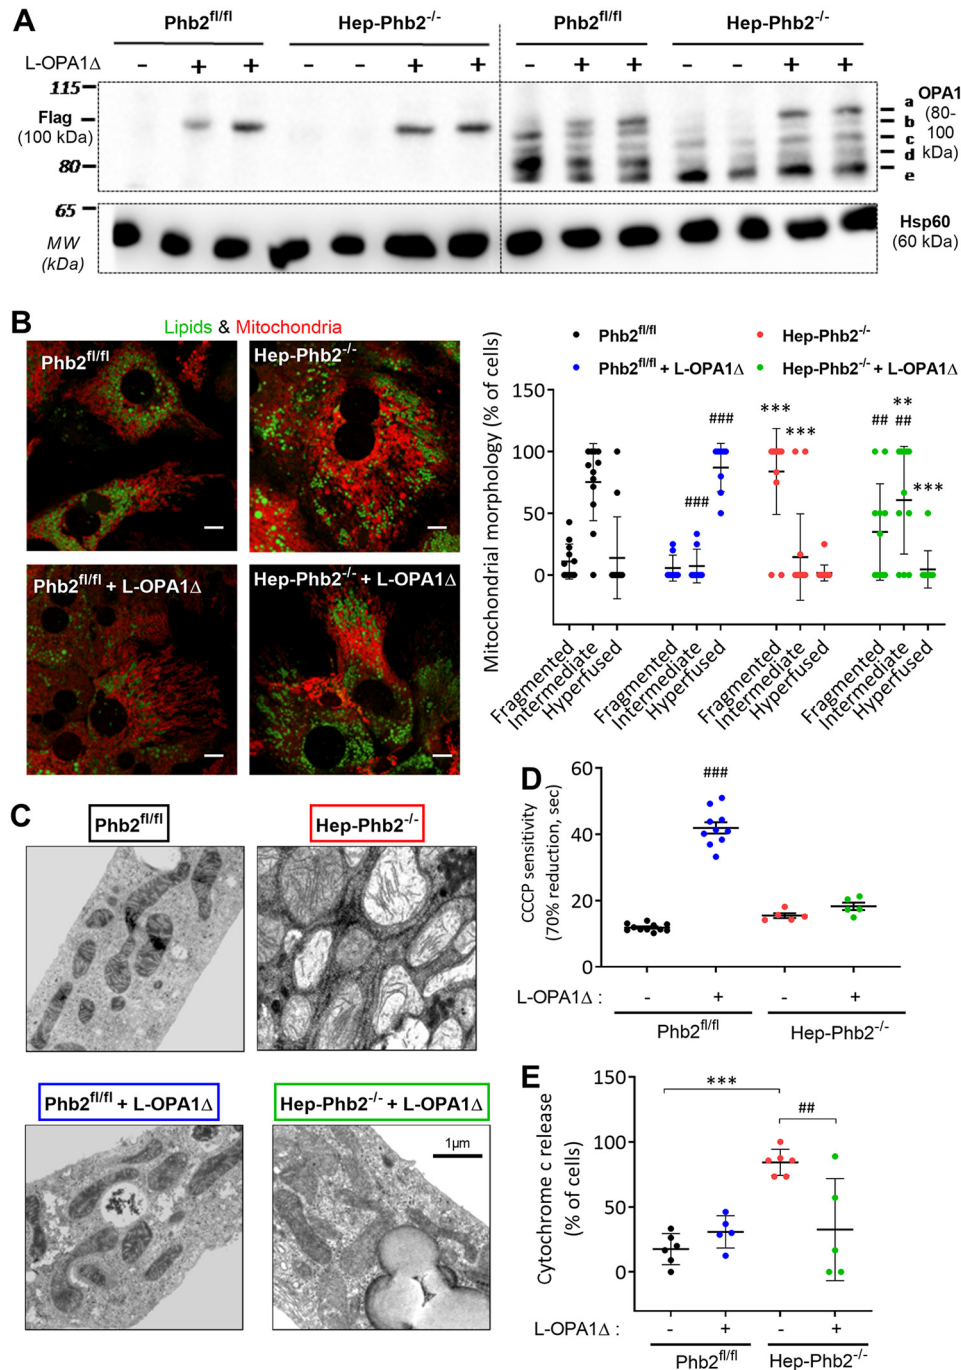 A
Phb2fl/fl Hep-Phb2-/- Phb2fl/fl Hep-Phb2-/-
L-OPA1Δ - + + - - + + - + + - - + +
115
Flag
(100 kDa)
80
a
b
c
d
e
OPA1
(80-
100
kDa)
65
MW
(kDa)
Hsp60
(60 kDa)
B
Lipids & Mitochondria
Phb2fl/fl
Hep-Phb2-/-
Phb2fl/fl + L-OPA1Δ
Hep-Phb2-/- + L-OPA1Δ
Phb2fl/fl
Hep-Phb2-/-
Phb2fl/fl + L-OPA1Δ
Hep-Phb2-/- + L-OPA1Δ
Mitochondrial morphology (% of cells)
150
100
50
0
###
###
***
***
##
**
##
***
Fragmented
Intermediate
Hyperfused
Fragmented
Intermediate
Hyperfused
Fragmented
Intermediate
Hyperfused
Fragmented
Intermediate
Hyperfused
C
Phb2fl/fl
Hep-Phb2-/-
Phb2fl/fl + L-OPA1Δ
Hep-Phb2-/- + L-OPA1Δ
1µm
D
CCCP sensitivity
(70% reduction, sec)
60
40
20
0
###
L-OPA1Δ : - + - +
Phb2fl/fl Hep-Phb2-/-
E
Cytochrome c release
(% of cells)
150
100
50
0
***
##
L-OPA1Δ : - + - +
Phb2fl/fl Hep-Phb2-/-